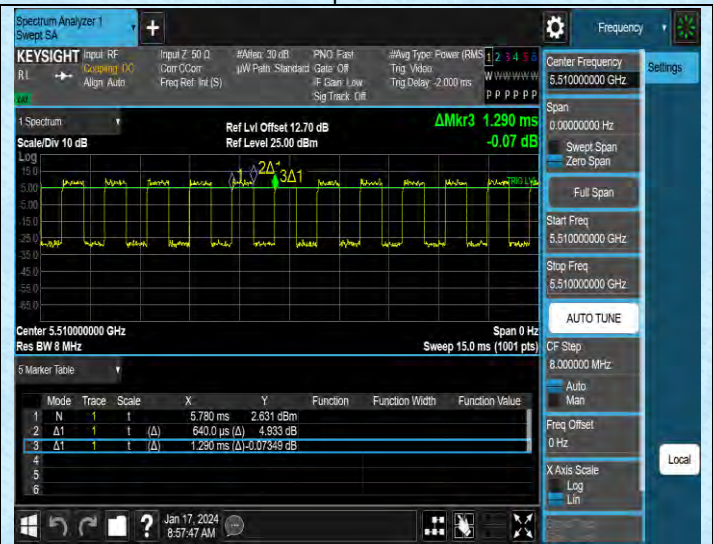 Spectrum Analyzer 1
Swept SA
+
Frequency
KEYSIGHT
RL
Input: RF
Coupling: DC
Align: Auto
Input Z: 50 Ω
Corr CCorr
Freq Ref: Int (S)
#Atten: 30 dB
µW Path: Standard
PNO: Fast
Gate: Off
IF Gain: Low
Sig Track: Off
#Avg Type: Power (RMS
Trig: Video
Trig Delay: -2.000 ms
1 2 3 4 5 6
W W W W W W
P P P P P P
Center Frequency
5.510000000 GHz
Settings
Span
0.00000000 Hz
Swept Span
Zero Span
Full Span
Start Freq
5.510000000 GHz
Stop Freq
5.510000000 GHz
AUTO TUNE
CF Step
8.000000 MHz
Auto
Man
Freq Offset
0 Hz
X Axis Scale
Log
Lin
Local
1 Spectrum
Scale/Div 10 dB
Ref Lvl Offset 12.70 dB
Ref Level 25.00 dBm
ΔMkr3 1.290 ms
-0.07 dB
Log
15.0
5.00
-5.00
-15.0
-25.0
-35.0
-45.0
-55.0
-65.0
1
2Δ1
3Δ1
TRIG LVL
Center 5.510000000 GHz
Res BW 8 MHz
Span 0 Hz
Sweep 15.0 ms (1001 pts)
5 Marker Table
Mode Trace Scale X Y Function Function Width Function Value
1 N 1 t 5.780 ms 2.631 dBm
2 Δ1 1 t (Δ) 640.0 µs (Δ) 4.933 dB
3 Δ1 1 t (Δ) 1.290 ms (Δ) -0.07349 dB
4
5
6
?
Jan 17, 2024
8:57:47 AM